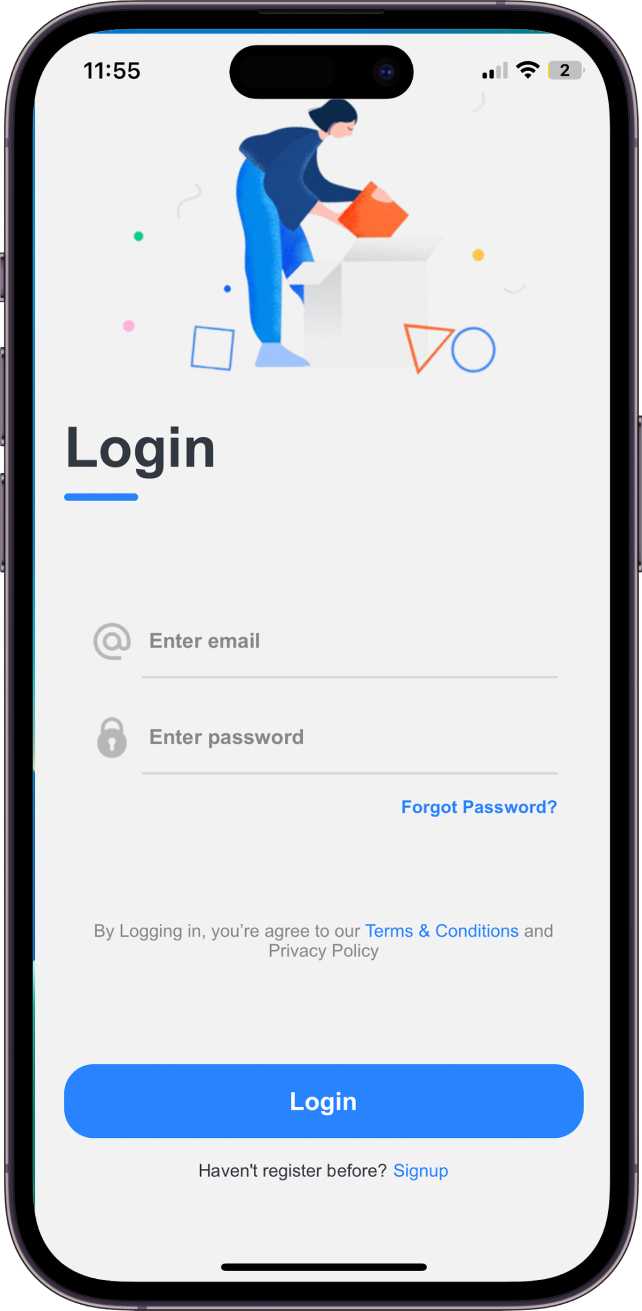 11:55
2
Login
Enter email
Enter password
Forgot Password?
By Logging in, you’re agree to our Terms & Conditions and
Privacy Policy
Login
Haven't register before? Signup